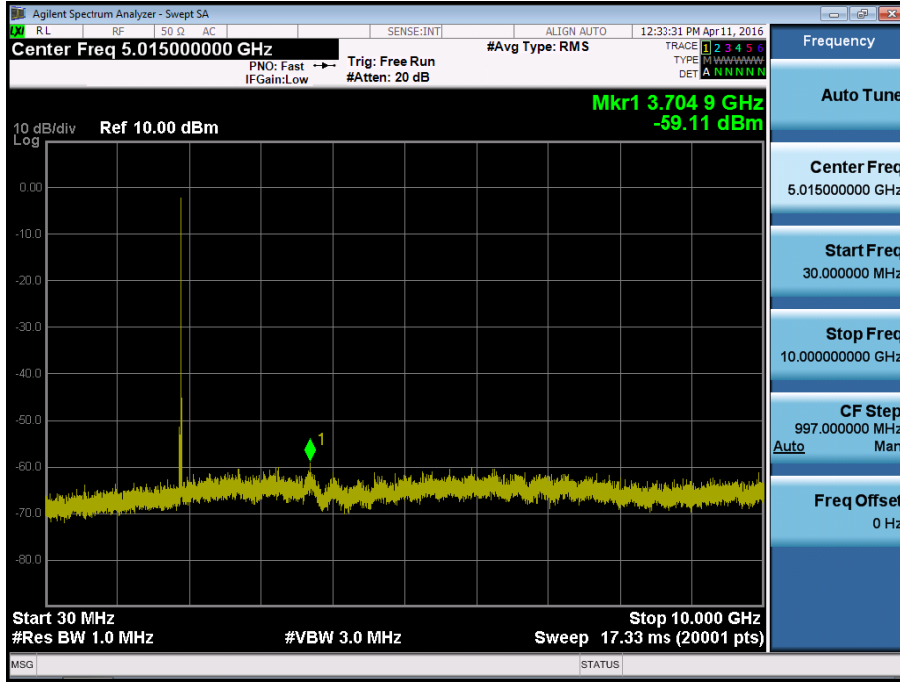 Agilent Spectrum Analyzer - Swept SA
LXI RL RF 50 Ω AC SENSE:INT ALIGN AUTO 12:33:31 PM Apr 11, 2016
Center Freq 5.015000000 GHz #Avg Type: RMS TRACE 1 2 3 4 5 6
PNO: Fast Trig: Free Run TYPE M WWWWW
IFGain:Low #Atten: 20 dB DET A N N N N N
Mkr1 3.704 9 GHz
-59.11 dBm
10 dB/div Ref 10.00 dBm
Log
0.00
-10.0
-20.0
-30.0
-40.0
-50.0
1
-60.0
-70.0
-80.0
Start 30 MHz Stop 10.000 GHz
#Res BW 1.0 MHz #VBW 3.0 MHz Sweep 17.33 ms (20001 pts)
MSG STATUS
Frequency
Auto Tune
Center Freq
5.015000000 GHz
Start Freq
30.000000 MHz
Stop Freq
10.000000000 GHz
CF Step
997.000000 MHz
Auto Man
Freq Offset
0 Hz